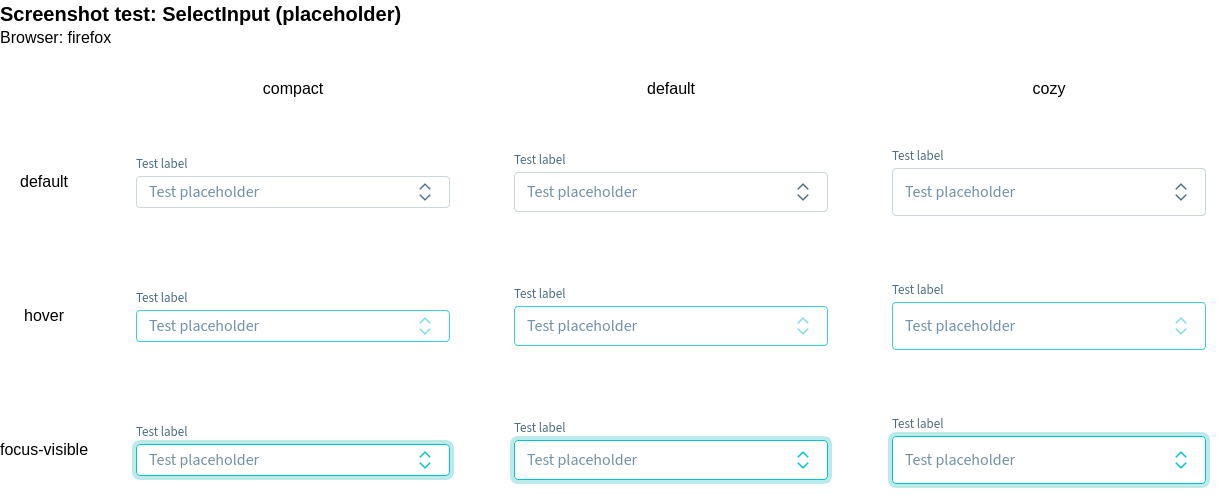 Screenshot test: SelectInput (placeholder)
Browser: firefox
compact default cozy
default
Test label Test label Test label
Test placeholder Test placeholder Test placeholder
hover
Test label Test label Test label
Test placeholder Test placeholder Test placeholder
focus-visible
Test label Test label Test label
Test placeholder Test placeholder Test placeholder